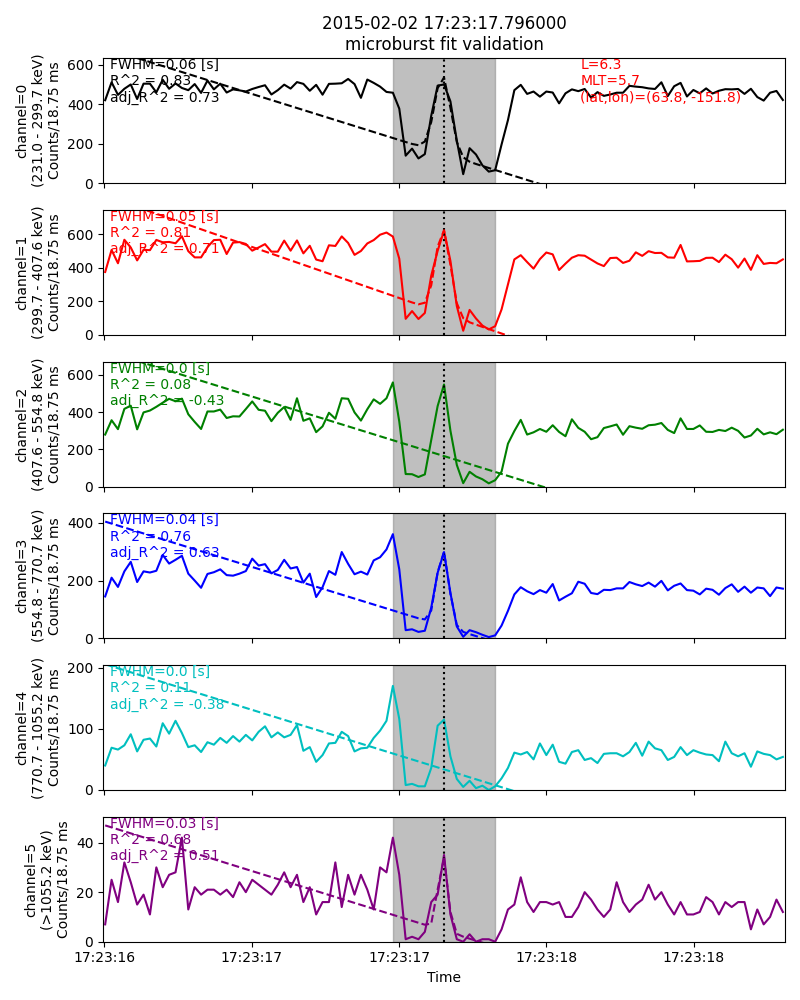 2015-02-02 17:23:17.796000
microburst fit validation
channel=0
(231.0 - 299.7 keV)
Counts/18.75 ms
600
400
200
0
FWHM=0.06 [s]
R^2 = 0.83
adj_R^2 = 0.73
L=6.3
MLT=5.7
(lat,lon)=(63.8, -151.8)
channel=1
(299.7 - 407.6 keV)
Counts/18.75 ms
600
400
200
0
FWHM=0.05 [s]
R^2 = 0.81
adj_R^2 = 0.71
channel=2
(407.6 - 554.8 keV)
Counts/18.75 ms
600
400
200
0
FWHM=0.0 [s]
R^2 = 0.08
adj_R^2 = -0.43
channel=3
(554.8 - 770.7 keV)
Counts/18.75 ms
400
200
0
FWHM=0.04 [s]
R^2 = 0.76
adj_R^2 = 0.63
channel=4
(770.7 - 1055.2 keV)
Counts/18.75 ms
200
100
0
FWHM=0.0 [s]
R^2 = 0.11
adj_R^2 = -0.38
channel=5
(>1055.2 keV)
Counts/18.75 ms
40
20
0
FWHM=0.03 [s]
R^2 = 0.68
adj_R^2 = 0.51
17:23:16 17:23:17 17:23:17 17:23:18 17:23:18
Time